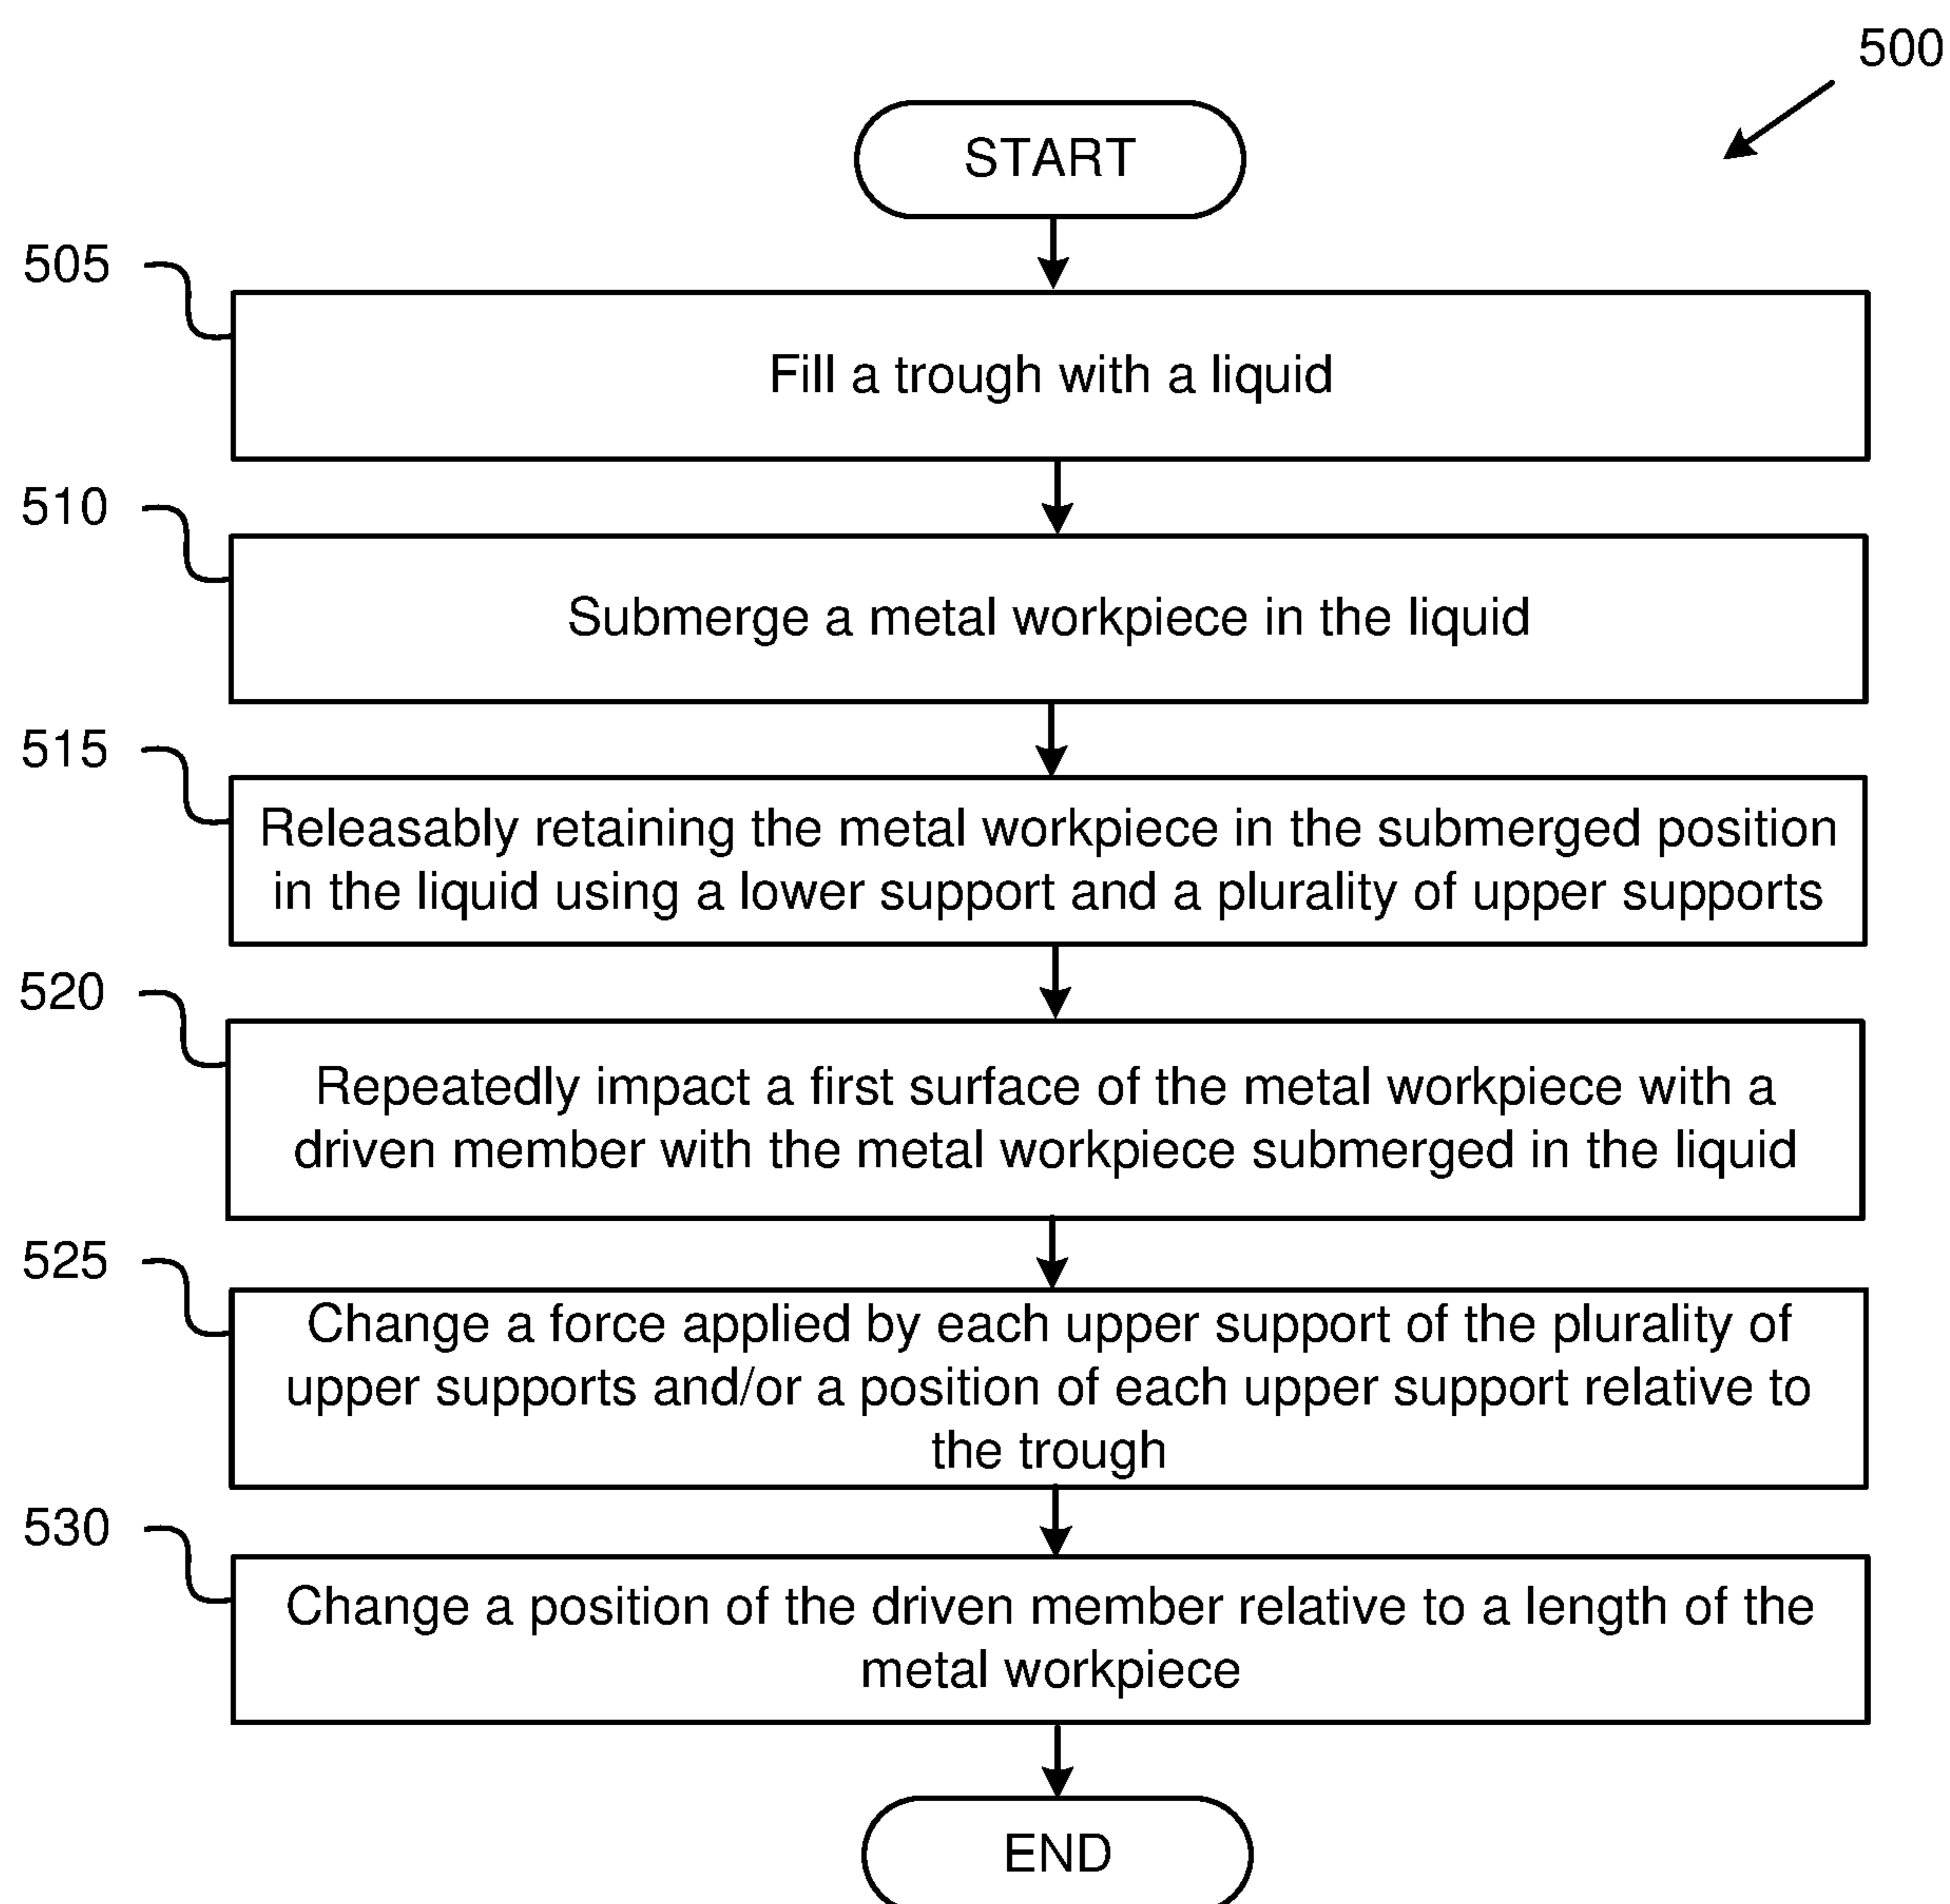 500
START
505
Fill a trough with a liquid
510
Submerge a metal workpiece in the liquid
515
Releasably retaining the metal workpiece in the submerged position
in the liquid using a lower support and a plurality of upper supports
520
Repeatedly impact a first surface of the metal workpiece with a
driven member with the metal workpiece submerged in the liquid
525
Change a force applied by each upper support of the plurality of
upper supports and/or a position of each upper support relative to
the trough
530
Change a position of the driven member relative to a length of the
metal workpiece
END